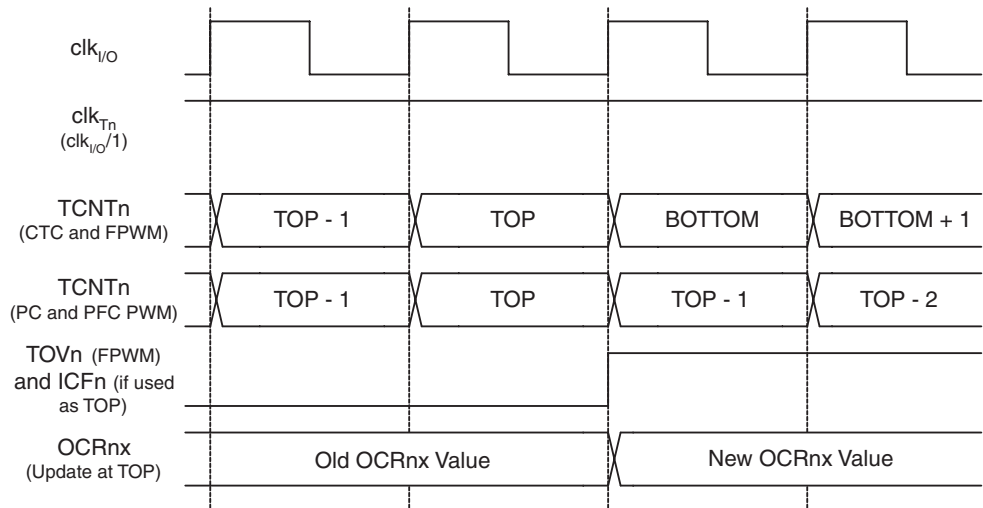 clkI/O
clkTn
(clkI/O/1)
TCNTn
(CTC and FPWM)
TOP - 1
TOP
BOTTOM
BOTTOM + 1
TCNTn
(PC and PFC PWM)
TOP - 1
TOP
TOP - 1
TOP - 2
TOVn (FPWM)
and ICFn (if used
as TOP)
OCRnx
(Update at TOP)
Old OCRnx Value
New OCRnx Value